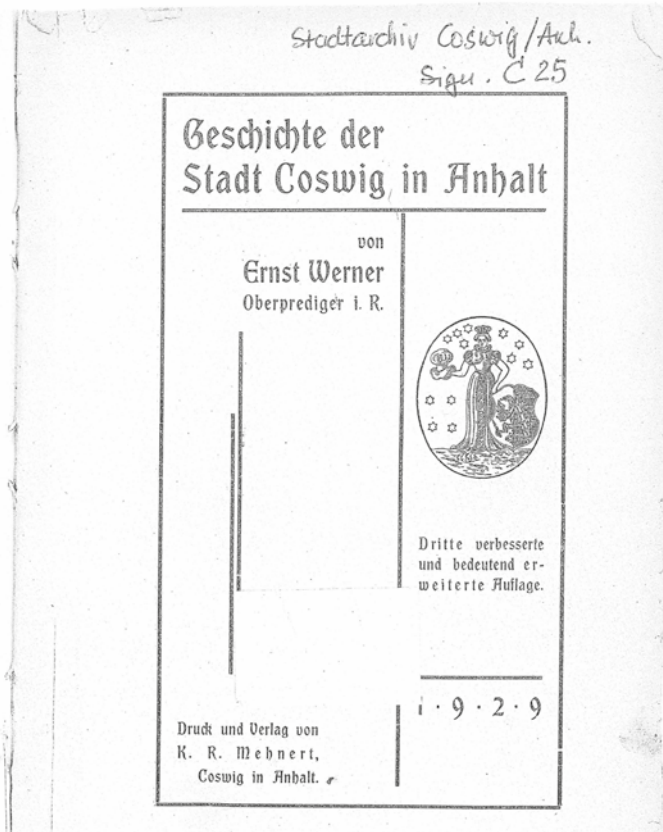 Stadtarchiv Coswig/Anh.
Sign. C 25
Geschichte der
Stadt Coswig in Anhalt
von
Ernst Werner
Oberprediger i. R.
Dritte verbesserte
und bedeutend er-
weiterte Auflage.
1 · 9 · 2 · 9
Druck und Verlag von
K. R. Mehnert,
Coswig in Anhalt.